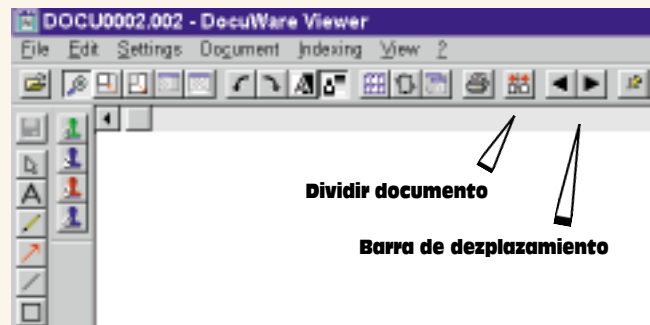 DOCU0002.002 - DocuWare Viewer
File Edit Settings Document Indexing View ?
A
Dividir documento
Barra de dezplazamiento